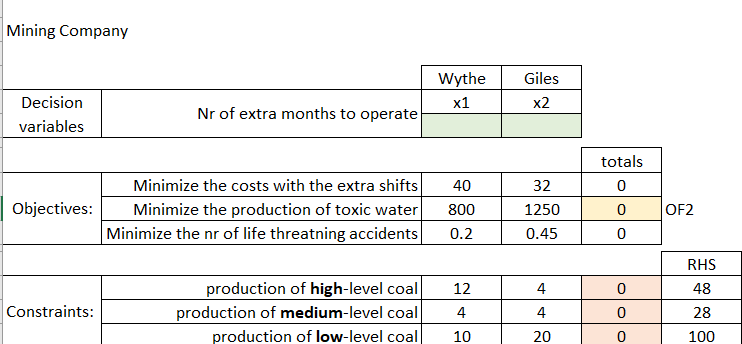 Mining Company
Wythe Giles
Decision variables Nr of extra months to operate x1 x2
totals
Objectives: Minimize the costs with the extra shifts 40 32 0
Minimize the production of toxic water 800 1250 0 OF2
Minimize the nr of life threatning accidents 0.2 0.45 0
RHS
Constraints: production of high-level coal 12 4 0 48
production of medium-level coal 4 4 0 28
production of low-level coal 10 20 0 100